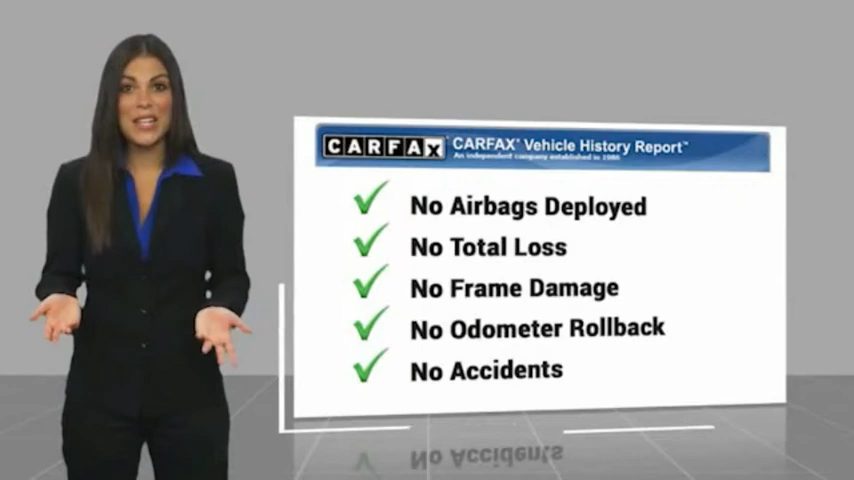 CARFAX CARFAX® Vehicle History Report™
An independent company established in 1986
No Airbags Deployed
No Total Loss
No Frame Damage
No Odometer Rollback
No Accidents
No Accidents